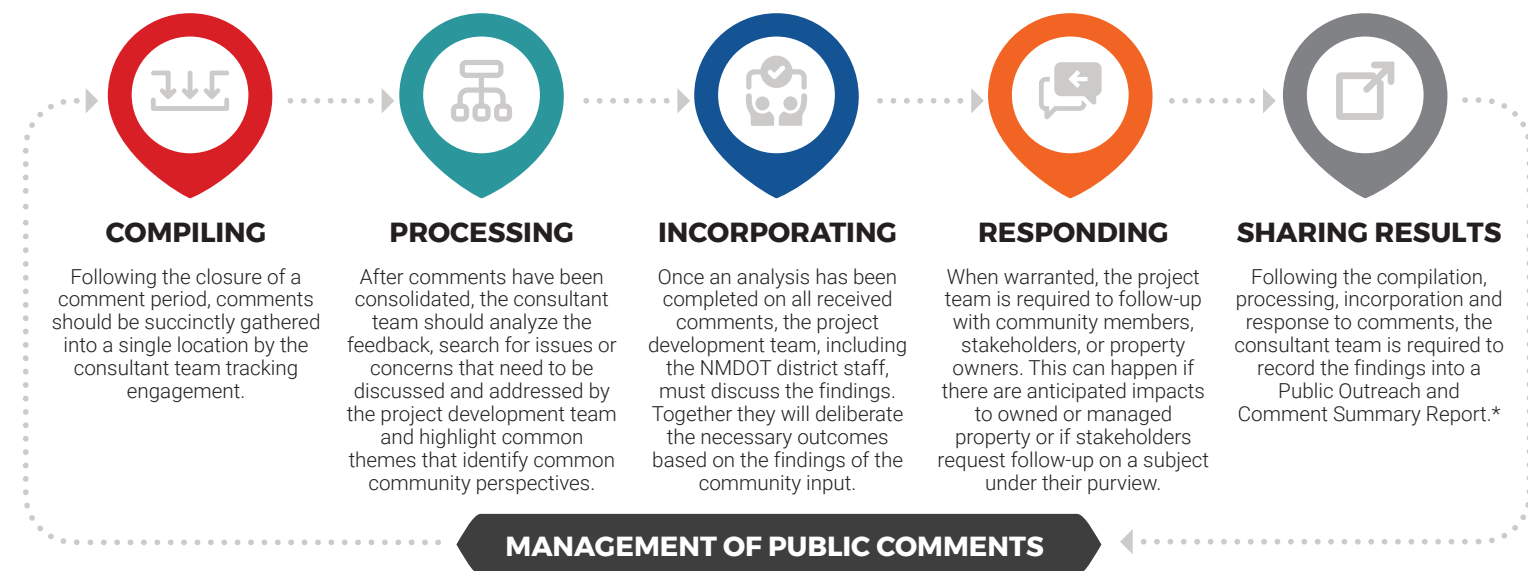 COMPILING
Following the closure of a
comment period, comments
should be succinctly gathered
into a single location by the
consultant team tracking
engagement.
PROCESSING
After comments have been
consolidated, the consultant
team should analyze the
feedback, search for issues or
concerns that need to be
discussed and addressed by
the project development team
and highlight common
themes that identify common
community perspectives.
INCORPORATING
Once an analysis has been
completed on all received
comments, the project
development team, including
the NMDOT district staff,
must discuss the findings.
Together they will deliberate
the necessary outcomes
based on the findings of the
community input.
RESPONDING
When warranted, the project
team is required to follow-up
with community members,
stakeholders, or property
owners. This can happen if
there are anticipated impacts
to owned or managed
property or if stakeholders
request follow-up on a subject
under their purview.
SHARING RESULTS
Following the compilation,
processing, incorporation and
response to comments, the
consultant team is required to
record the findings into a
Public Outreach and
Comment Summary Report.*
MANAGEMENT OF PUBLIC COMMENTS